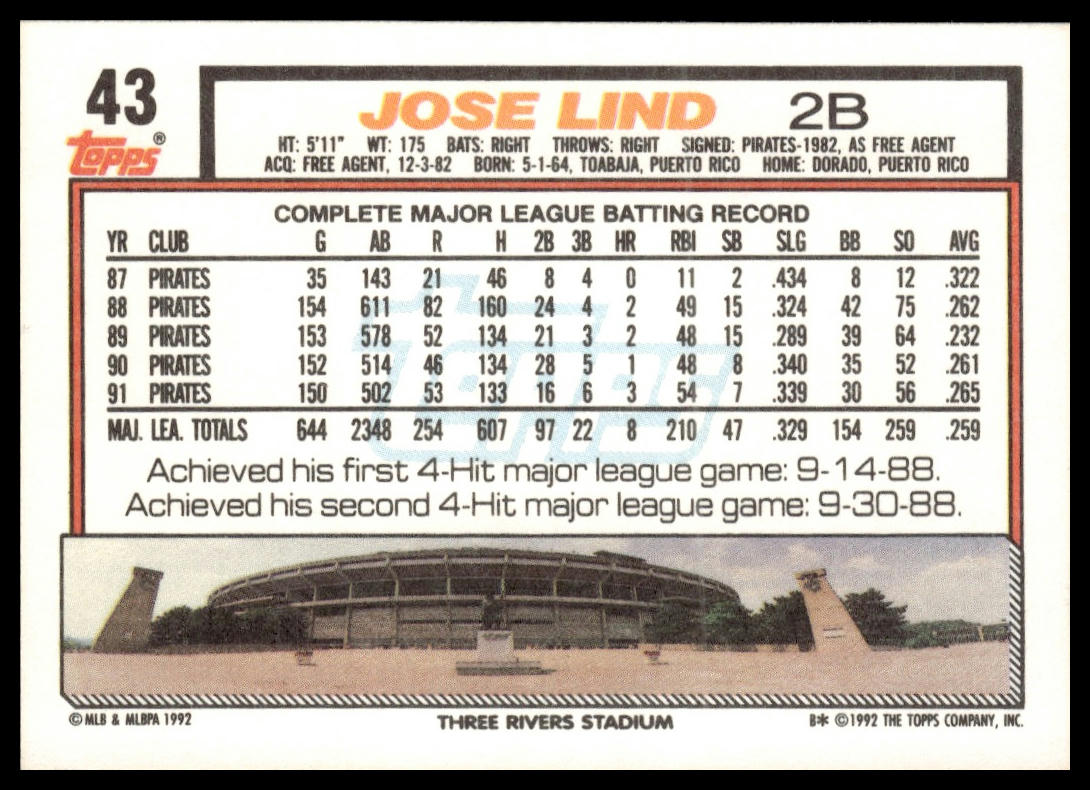 43
Topps®
JOSE LIND 2B
HT: 5'11" WT: 175 BATS: RIGHT THROWS: RIGHT SIGNED: PIRATES-1982, AS FREE AGENT
ACQ: FREE AGENT, 12-3-82 BORN: 5-1-64, TOABAJA, PUERTO RICO HOME: DORADO, PUERTO RICO
COMPLETE MAJOR LEAGUE BATTING RECORD
YR CLUB G AB R H 2B 3B HR RBI SB SLG BB SO AVG
87 PIRATES 35 143 21 46 8 4 0 11 2 .434 8 12 .322
88 PIRATES 154 611 82 160 24 4 2 49 15 .324 42 75 .262
89 PIRATES 153 578 52 134 21 3 2 48 15 .289 39 64 .232
90 PIRATES 152 514 46 134 28 5 1 48 8 .340 35 52 .261
91 PIRATES 150 502 53 133 16 6 3 54 7 .339 30 56 .265
MAJ. LEA. TOTALS 644 2348 254 607 97 22 8 210 47 .329 154 259 .259
Topps
Achieved his first 4-Hit major league game: 9-14-88.
Achieved his second 4-Hit major league game: 9-30-88.
© MLB & MLBPA 1992 THREE RIVERS STADIUM B* ©1992 THE TOPPS COMPANY, INC.